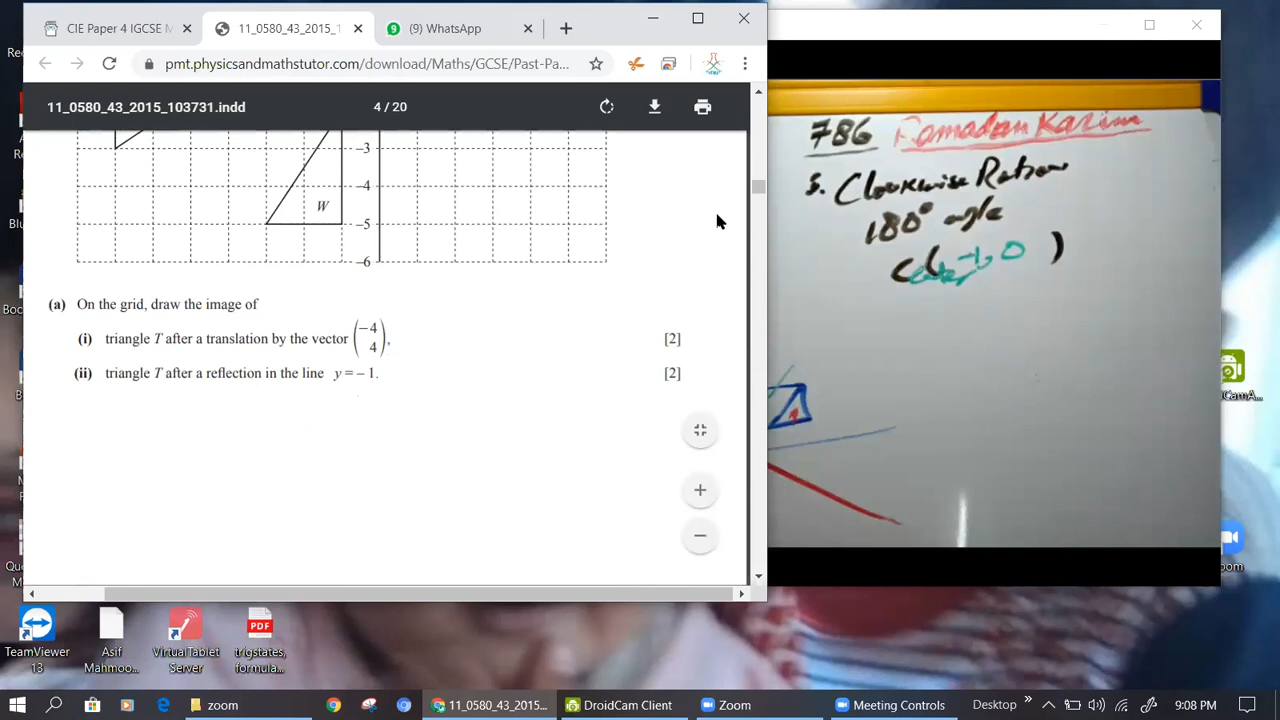 CIE Paper 4 IGCSE M
11_0580_43_2015_1
(9) WhatsApp
pmt.physicsandmathstutor.com/download/Maths/GCSE/Past-Pa...
11_0580_43_2015_103731.indd
4 / 20
-3
-4
W
-5
-6
(a) On the grid, draw the image of
(i) triangle T after a translation by the vector (-4 4), [2]
(ii) triangle T after a reflection in the line y = – 1. [2]
786 Ramadan Karim
5. Clockwise
180° angle
TeamViewer 13
Asif Mahmoo...
VirtualTablet Server
PDF
trigstates, formula...
zoom
11_0580_43_2015...
DroidCam Client
Zoom
Meeting Controls
Desktop
9:08 PM